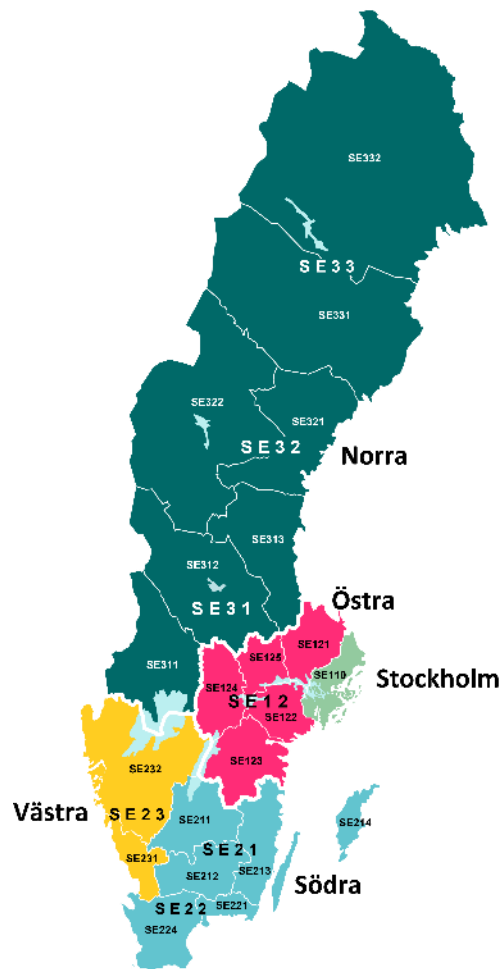 SE332
SE33
SE331
SE322
SE321
SE32
Norra
SE313
SE312
SE31
Östra
SE121
SE125
SE311
SE110
Stockholm
SE124
SE12
SE122
SE123
SE232
Västra
SE23
SE211
SE214
SE21
SE231
SE213
SE212
Södra
SE22
SE221
SE224